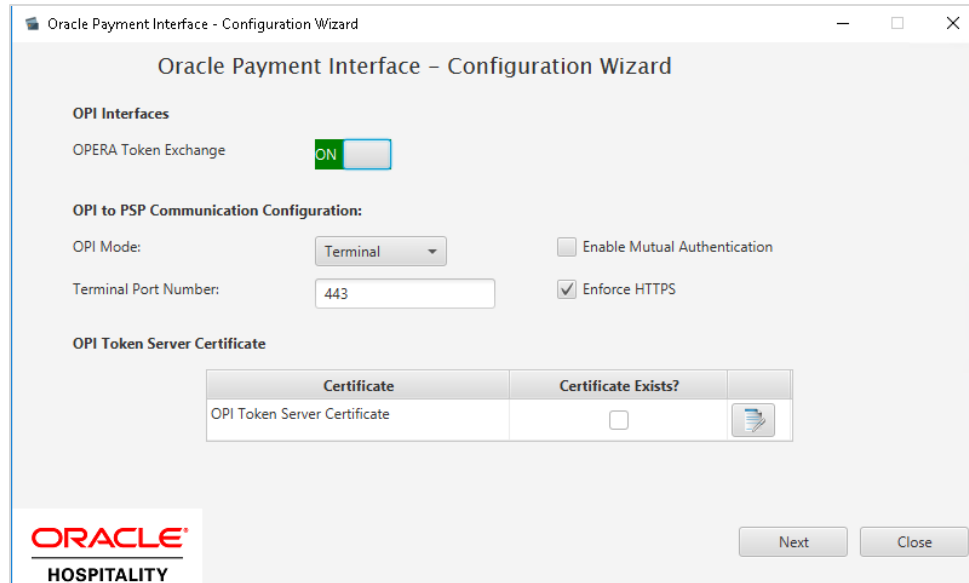 Oracle Payment Interface - Configuration Wizard
Oracle Payment Interface – Configuration Wizard
OPI Interfaces
OPERA Token Exchange ON
OPI to PSP Communication Configuration:
OPI Mode: Terminal Enable Mutual Authentication
Terminal Port Number: 443 Enforce HTTPS
OPI Token Server Certificate
Certificate Certificate Exists?
OPI Token Server Certificate
ORACLE®
HOSPITALITY
Next Close